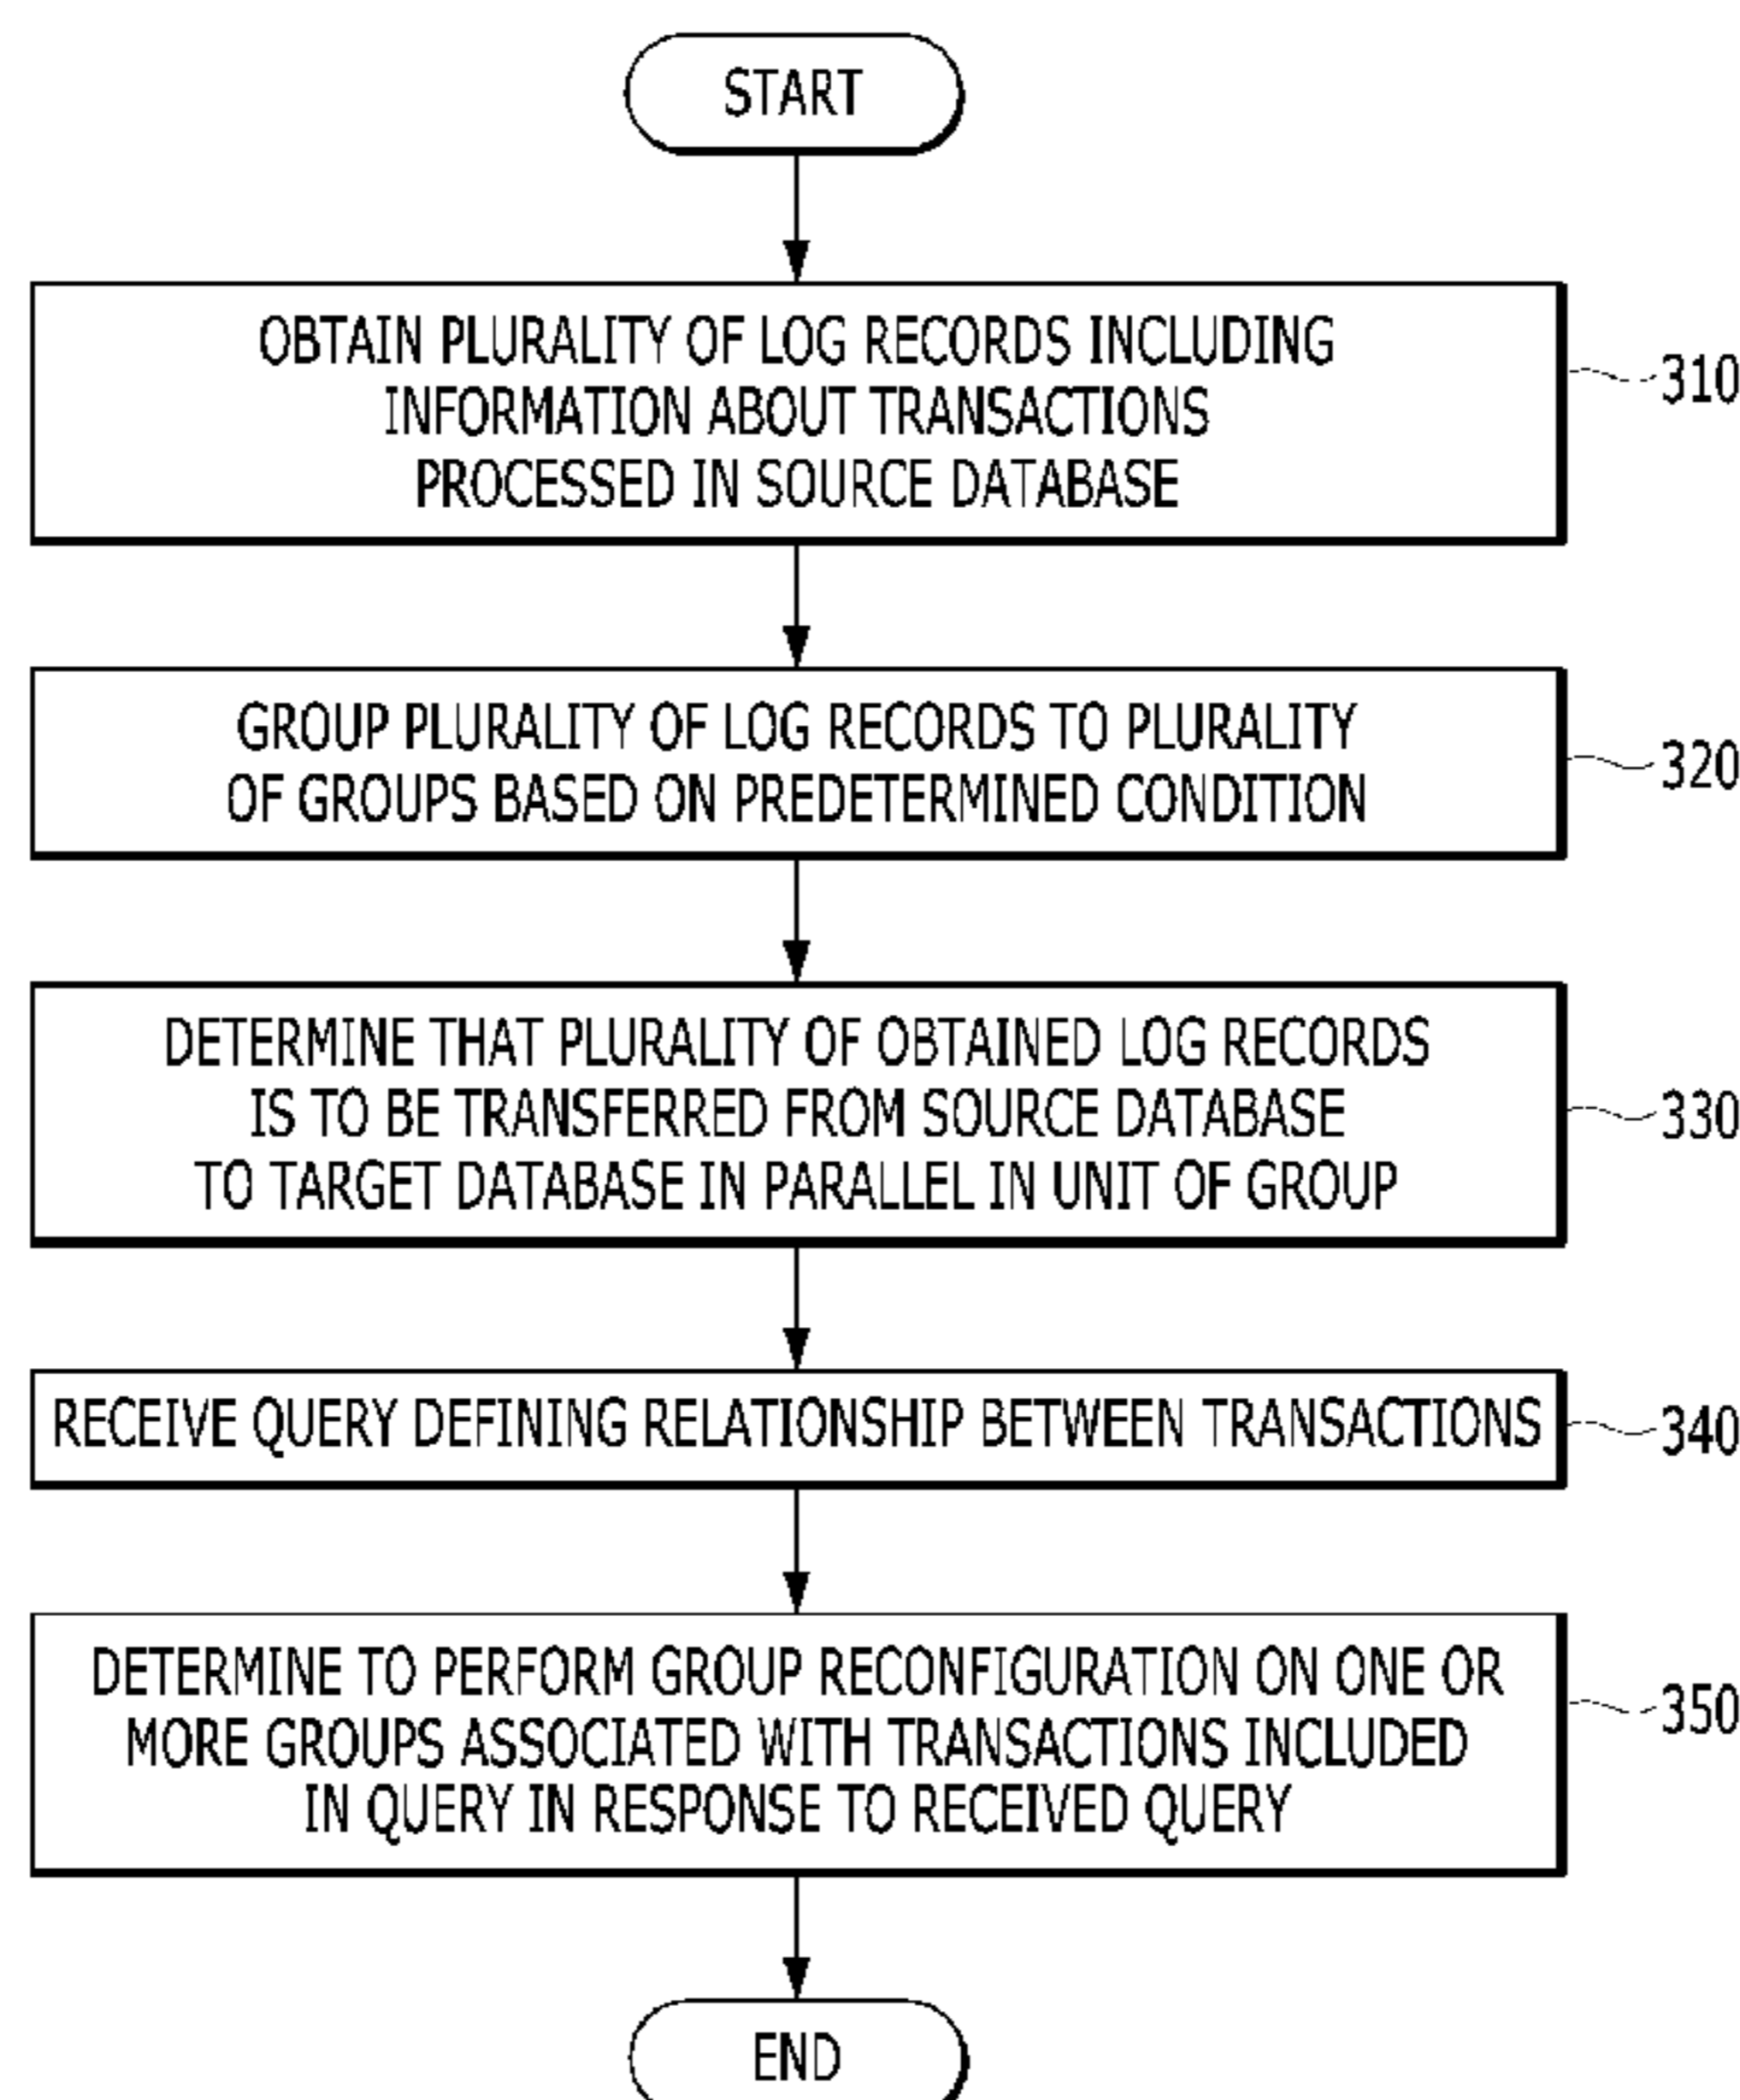 START
OBTAIN PLURALITY OF LOG RECORDS INCLUDING
INFORMATION ABOUT TRANSACTIONS
PROCESSED IN SOURCE DATABASE
310
GROUP PLURALITY OF LOG RECORDS TO PLURALITY
OF GROUPS BASED ON PREDETERMINED CONDITION
320
DETERMINE THAT PLURALITY OF OBTAINED LOG RECORDS
IS TO BE TRANSFERRED FROM SOURCE DATABASE
TO TARGET DATABASE IN PARALLEL IN UNIT OF GROUP
330
RECEIVE QUERY DEFINING RELATIONSHIP BETWEEN TRANSACTIONS
340
DETERMINE TO PERFORM GROUP RECONFIGURATION ON ONE OR
MORE GROUPS ASSOCIATED WITH TRANSACTIONS INCLUDED
IN QUERY IN RESPONSE TO RECEIVED QUERY
350
END